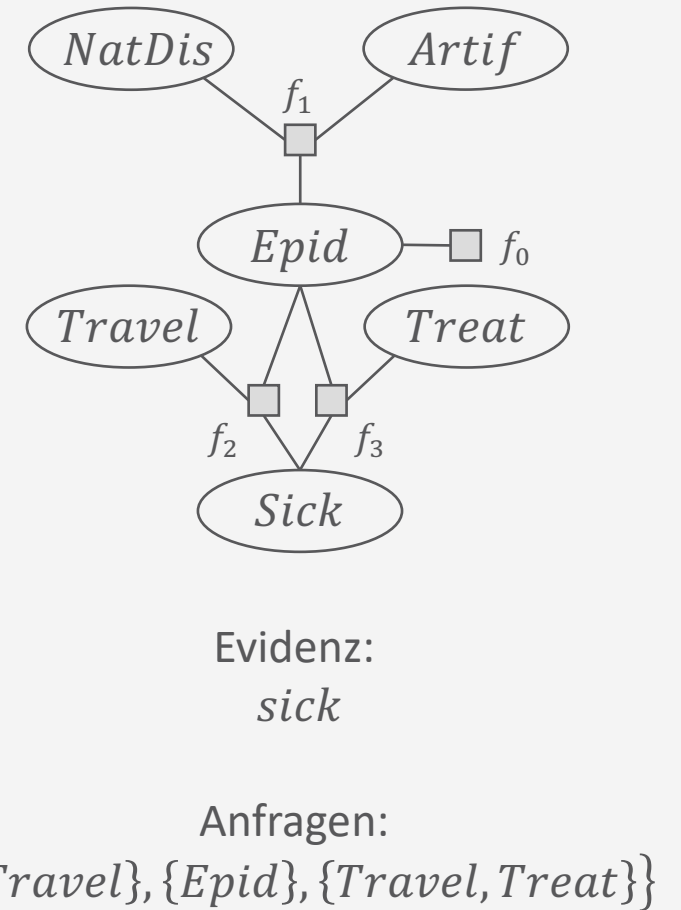 NatDis Artif
f₁
Epid f₀
Travel Treat
f₂ f₃
Sick
Evidenz:
sick
Anfragen:
Travel}, {Epid}, {Travel, Treat}}